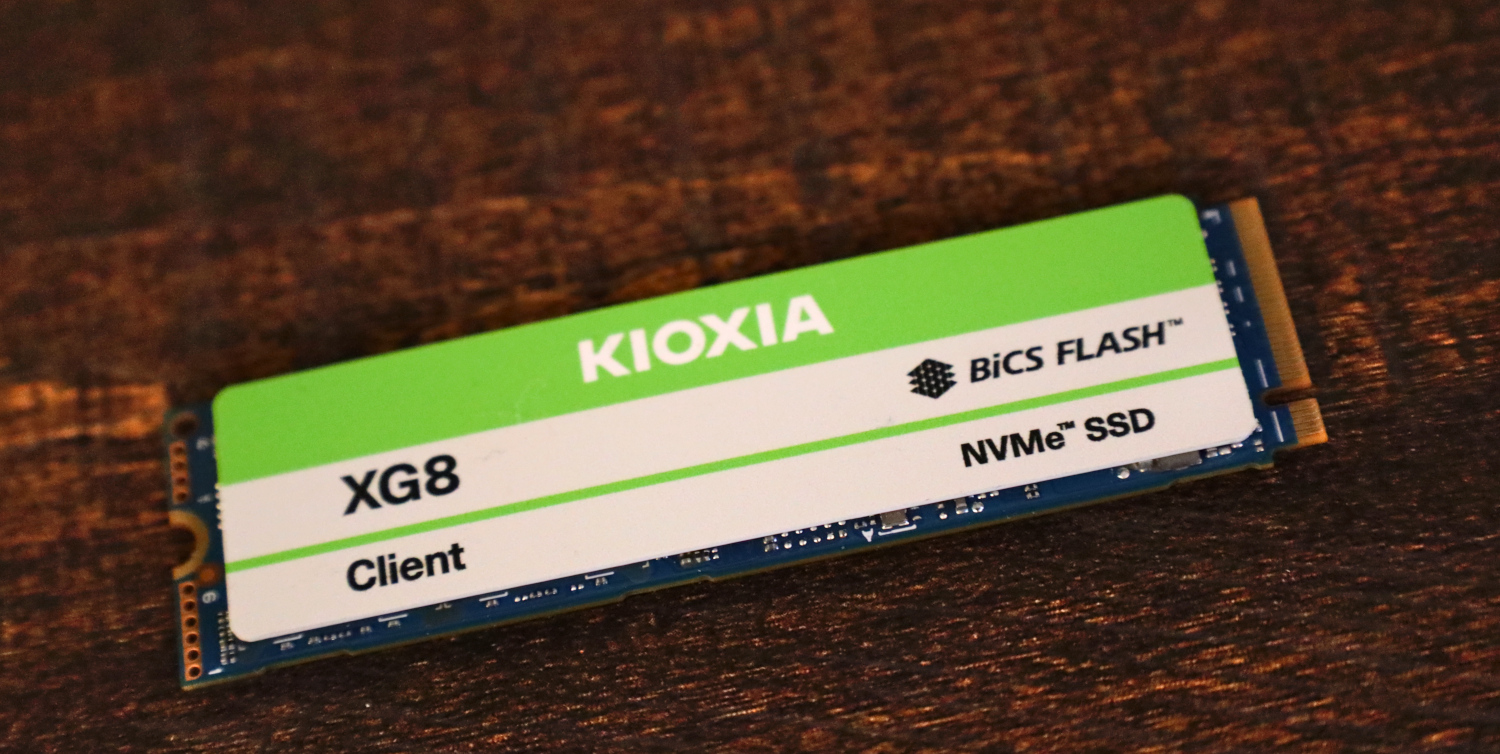 KIOXIA
BiCS FLASH™
XG8
NVMe™ SSD
Client